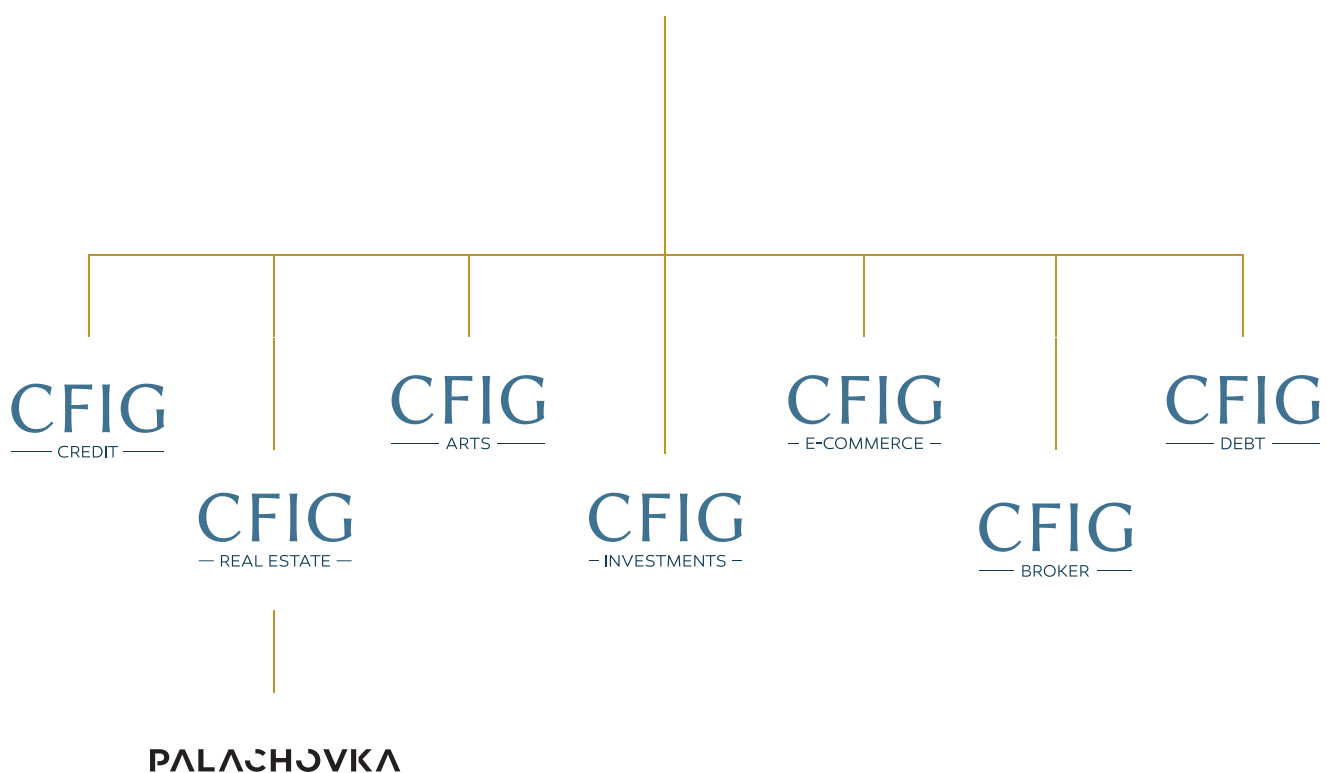 CFIG
CREDIT
CFIG
ARTS
CFIG
E-COMMERCE
CFIG
DEBT
CFIG
REAL ESTATE
CFIG
INVESTMENTS
CFIG
BROKER
PALACHOVKA